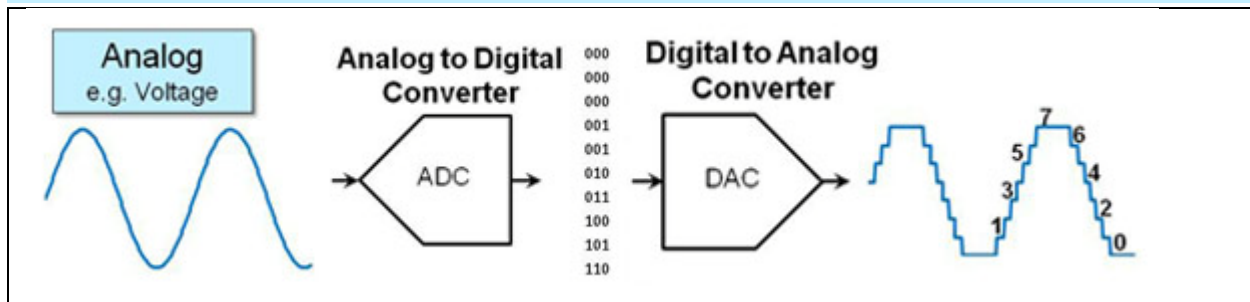 Analog
e.g. Voltage
Analog to Digital
Converter
ADC
000
000
000
001
001
010
011
100
101
110
Digital to Analog
Converter
DAC
7
6
5
4
3
2
1
0